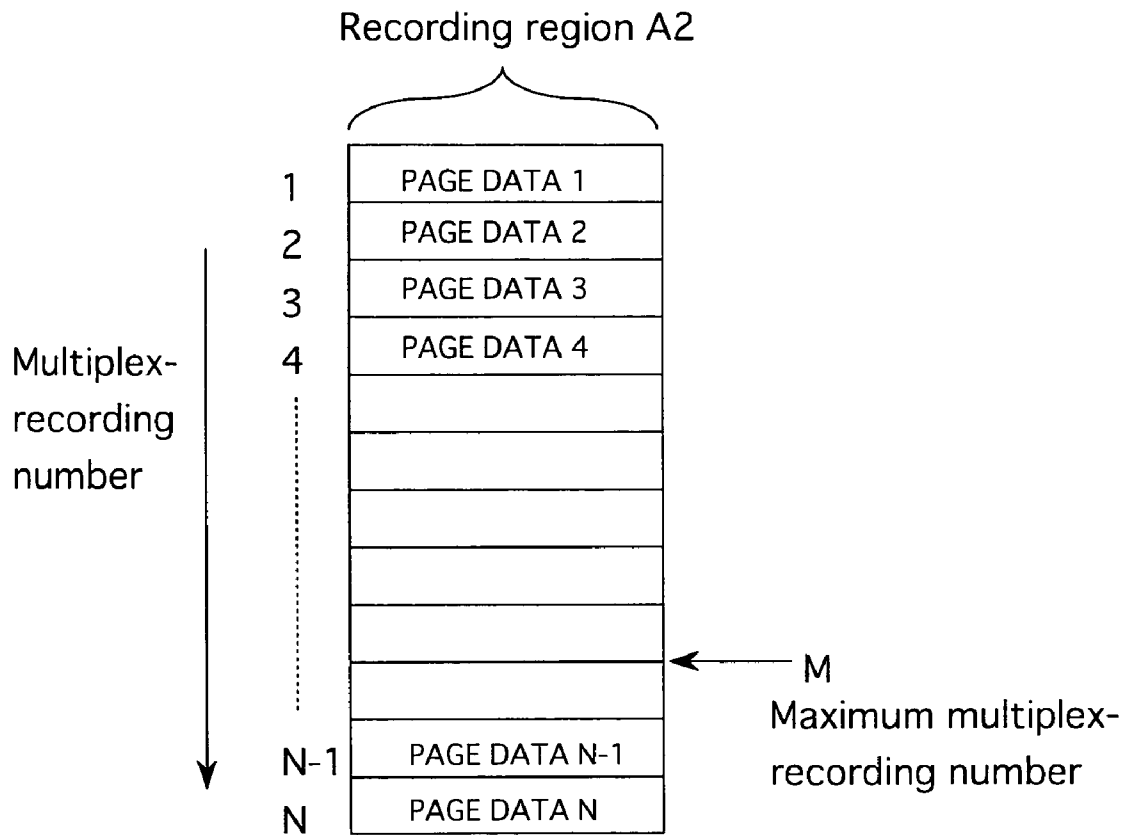 Recording region A2
1 PAGE DATA 1
2 PAGE DATA 2
3 PAGE DATA 3
4 PAGE DATA 4
Multiplex-
recording
number
M
Maximum multiplex-
recording number
N-1 PAGE DATA N-1
N PAGE DATA N